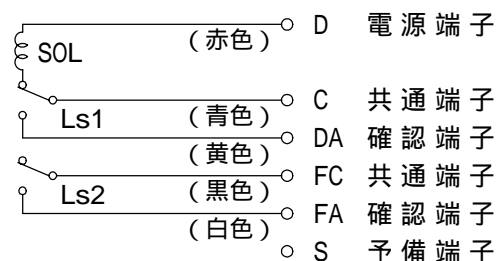 D 電源端子
(赤色)
SOL
C 共通端子
(青色)
Ls1
DA 確認端子
(黄色)
FC 共通端子
(黒色)
Ls2
FA 確認端子
(白色)
S 予備端子